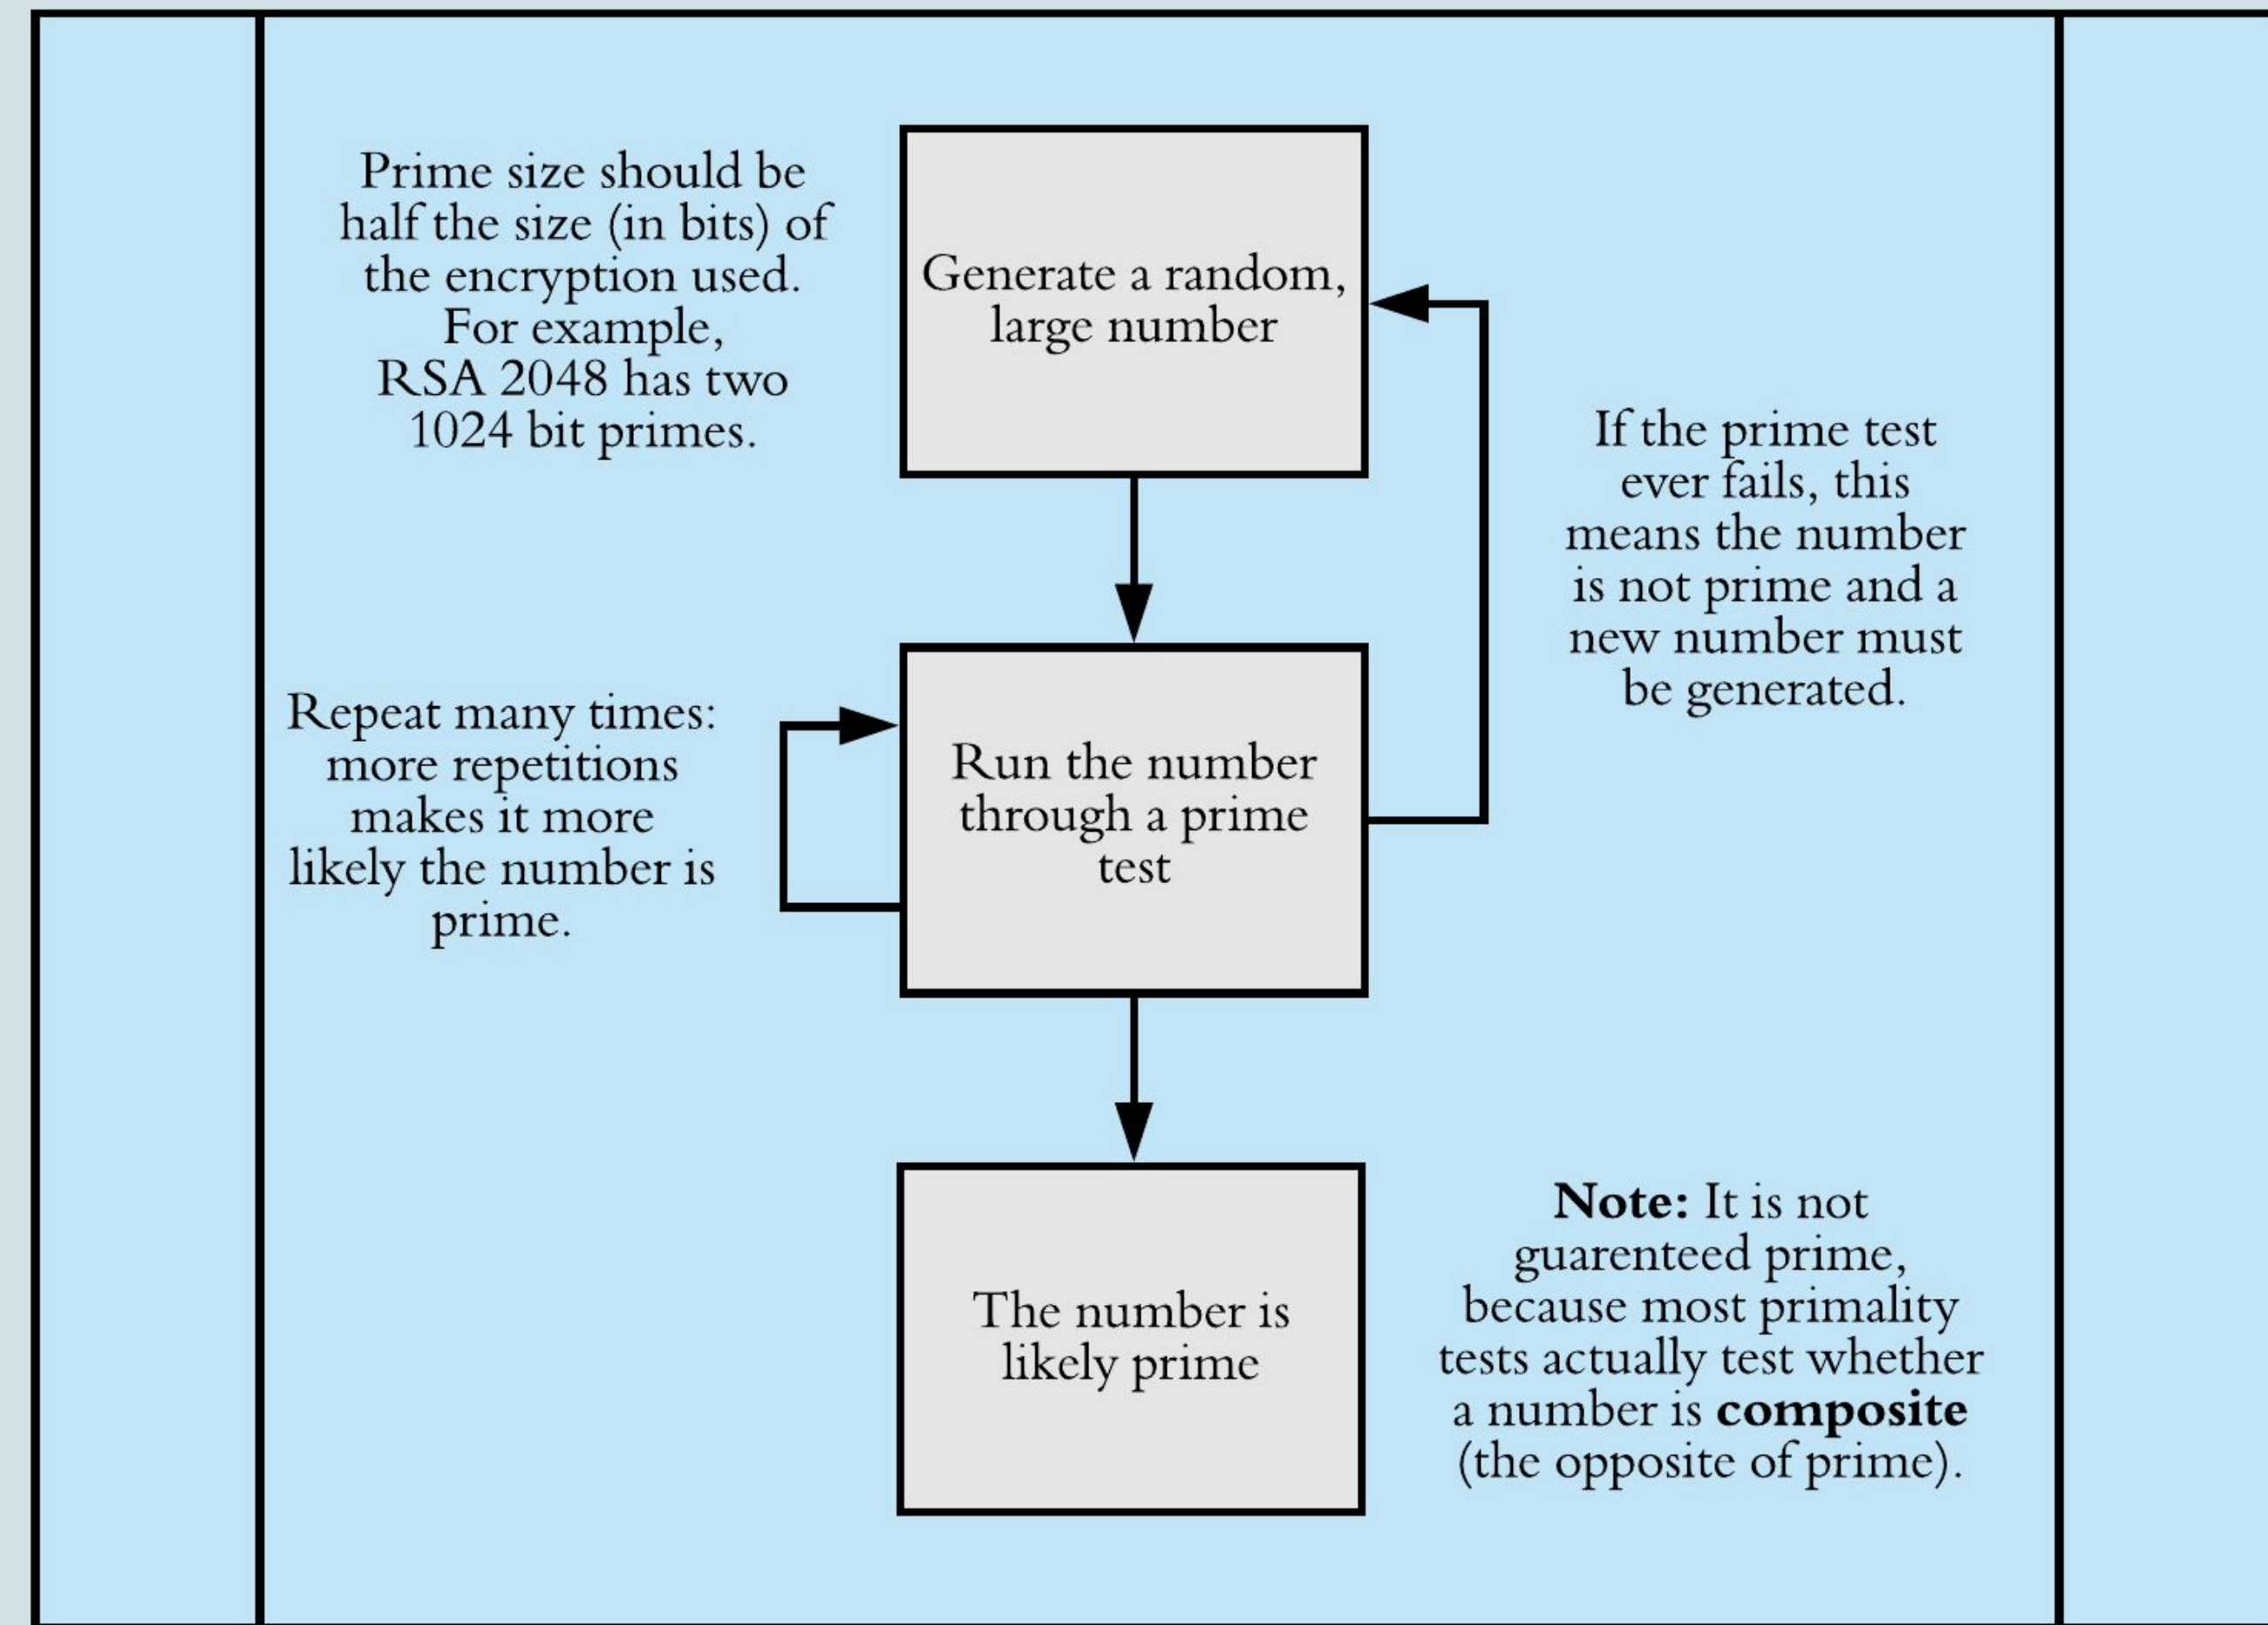 Prime size should be
half the size (in bits) of
the encryption used.
For example,
RSA 2048 has two
1024 bit primes.
Generate a random,
large number
If the prime test
ever fails, this
means the number
is not prime and a
new number must
be generated.
Repeat many times:
more repetitions
makes it more
likely the number is
prime.
Run the number
through a prime
test
The number is
likely prime
Note: It is not
guarenteed prime,
because most primality
tests actually test whether
a number is composite
(the opposite of prime).